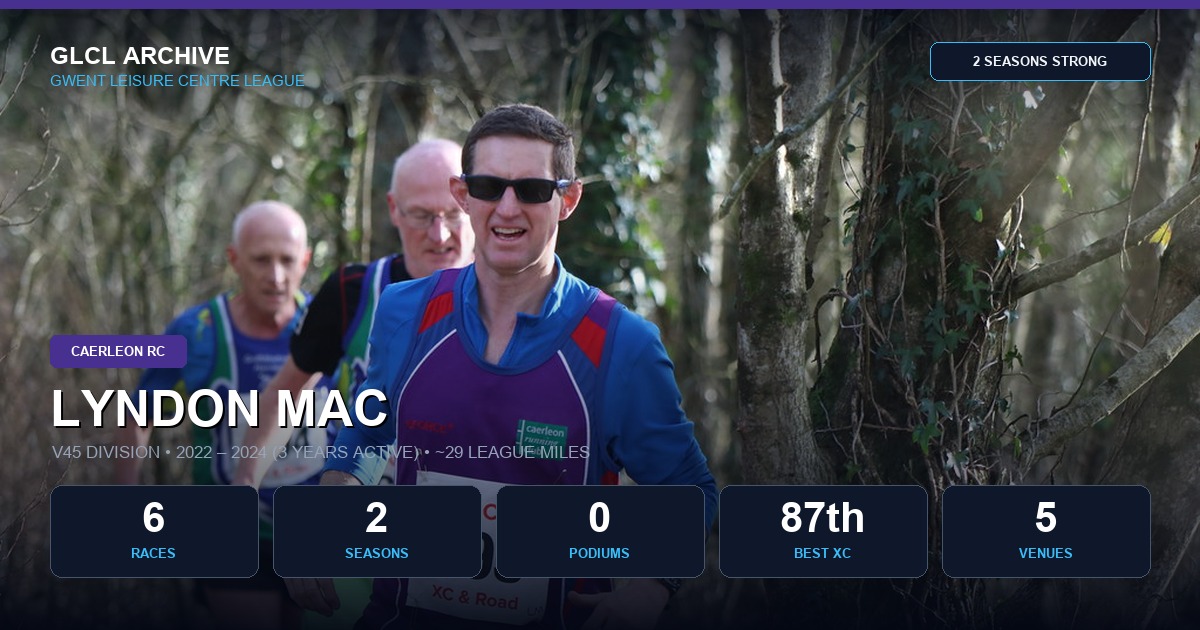 GLCL ARCHIVE
GWENT LEISURE CENTRE LEAGUE
2 SEASONS STRONG
CAERLEON RC
LYNDON MAC
caerleon
running
V45 DIVISION • 2022 – 2024 (3 YEARS ACTIVE) • ~29 LEAGUE MILES
6
RACES
2
SEASONS
0
PODIUMS
87th
BEST XC
5
VENUES
XC & Road